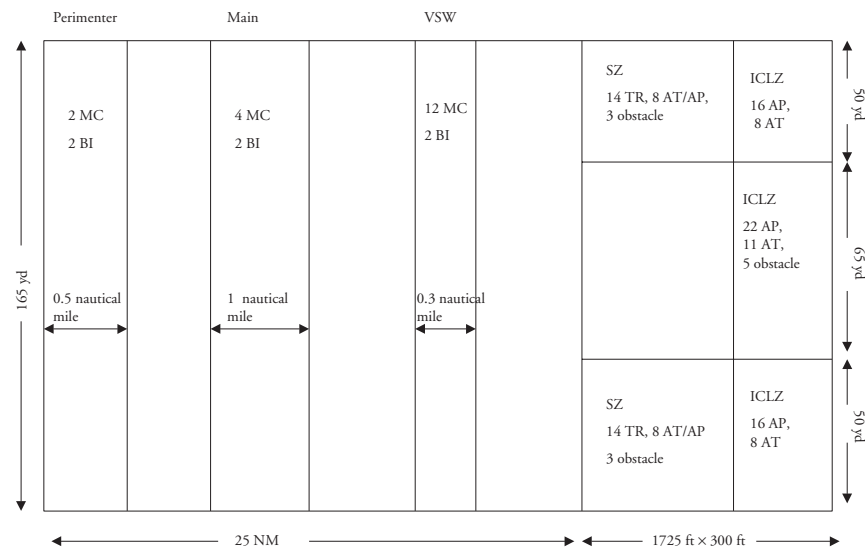 Perimenter
Main
VSW
2 MC
2 BI
4 MC
2 BI
12 MC
2 BI
SZ
14 TR, 8 AT/AP,
3 obstacle
ICLZ
16 AP,
8 AT
50 yd
ICLZ
22 AP,
11 AT,
5 obstacle
65 yd
165 yd
0.5 nautical
mile
1 nautical
mile
0.3 nautical
mile
SZ
14 TR, 8 AT/AP
3 obstacle
ICLZ
16 AP,
8 AT
50 yd
25 NM
1725 ft × 300 ft